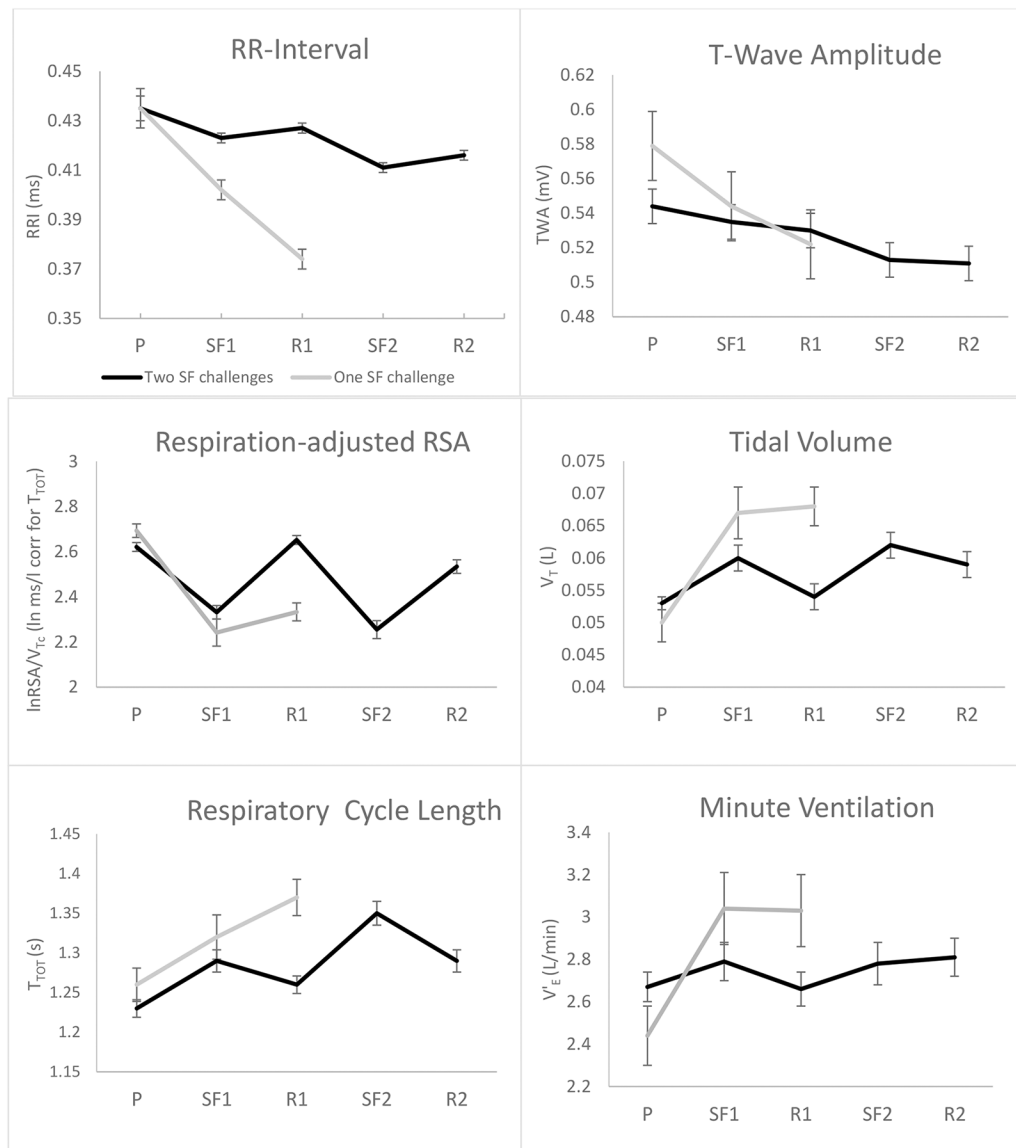 RR-Interval
0.45
0.43
0.41
0.39
0.37
0.35
RRI (ms)
P SF1 R1 SF2 R2
Two SF challenges One SF challenge
T-Wave Amplitude
0.62
0.6
0.58
0.56
0.54
0.52
0.5
0.48
TWA (mV)
P SF1 R1 SF2 R2
Respiration-adjusted RSA
3
2.8
2.6
2.4
2.2
2
lnRSA/VTc (ln ms/l corr for TTOT)
P SF1 R1 SF2 R2
Tidal Volume
0.075
0.07
0.065
0.06
0.055
0.05
0.045
0.04
VT (L)
P SF1 R1 SF2 R2
Respiratory Cycle Length
1.45
1.4
1.35
1.3
1.25
1.2
1.15
TTOT (s)
P SF1 R1 SF2 R2
Minute Ventilation
3.4
3.2
3
2.8
2.6
2.4
2.2
V'E (L/min)
P SF1 R1 SF2 R2